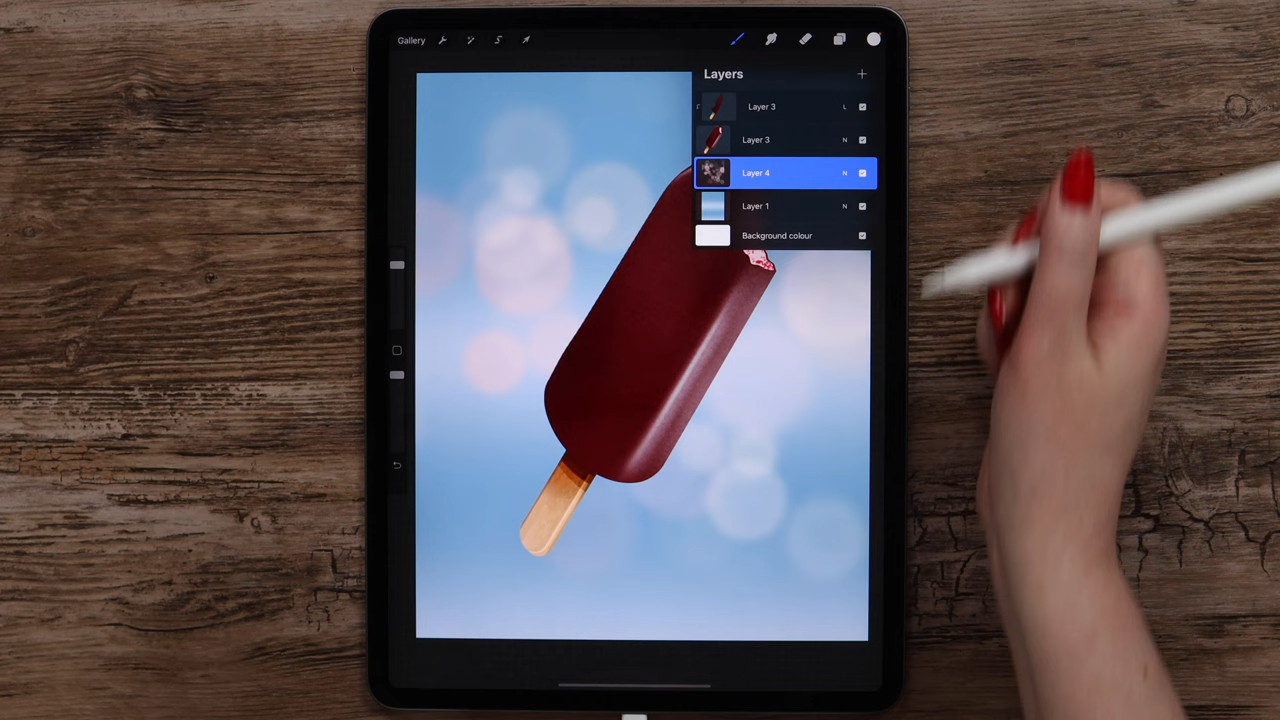 Gallery
Layers
Layer 3 L
Layer 3 N
Layer 4 N
Layer 1 N
Background colour